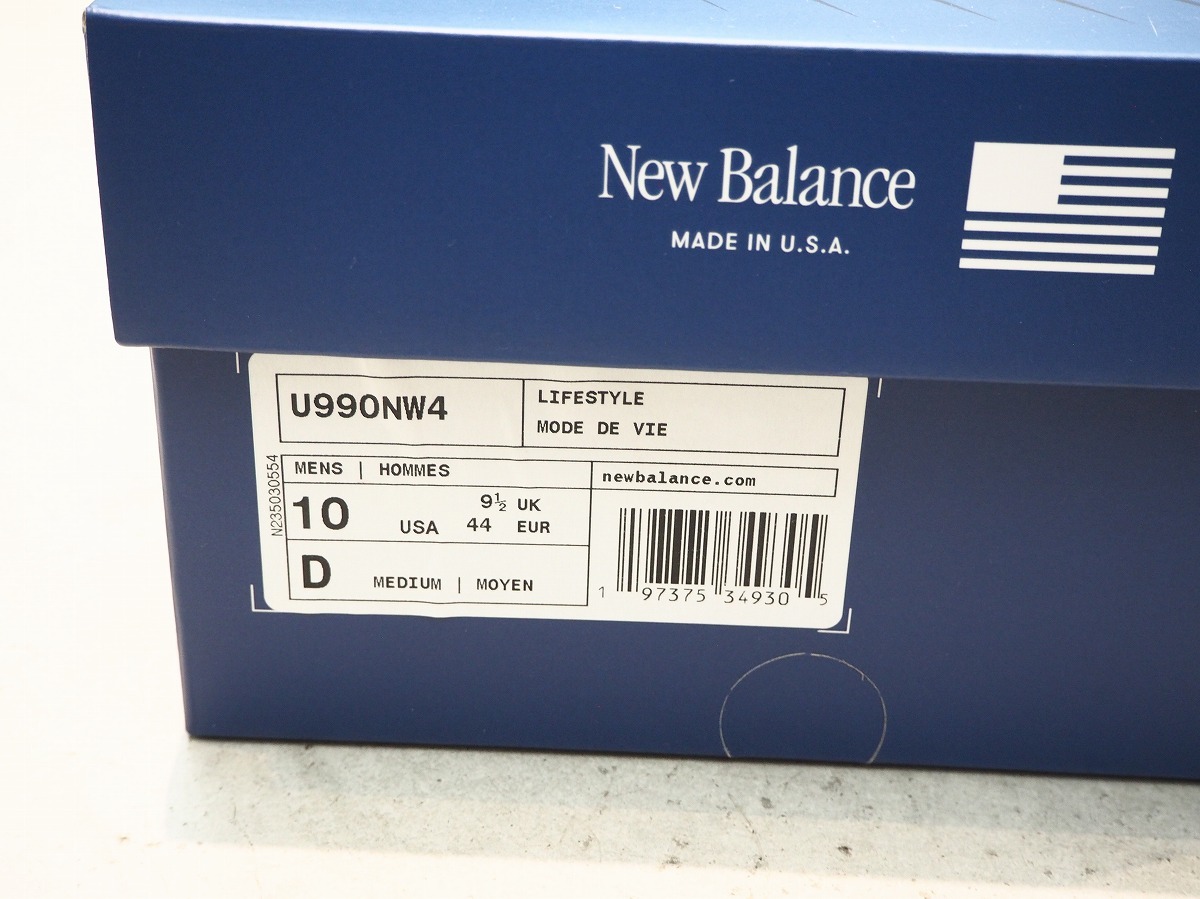 New Balance
MADE IN U.S.A.
U990NW4
LIFESTYLE
MODE DE VIE
N235030554
MENS | HOMMES
newbalance.com
10 USA
9½ UK
44 EUR
D MEDIUM | MOYEN
1 97375 34930 5